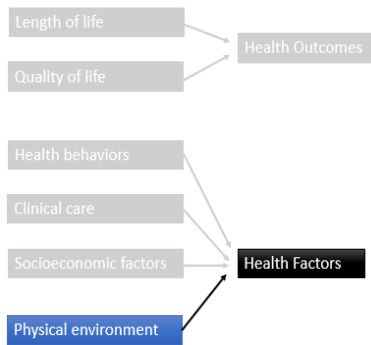 Length of life
Health Outcomes
Quality of life
Health behaviors
Clinical care
Socioeconomic factors
Health Factors
Physical environment